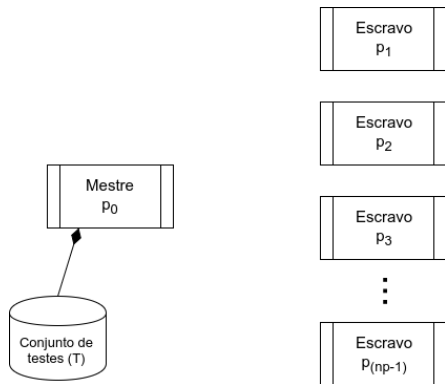 Escravo
p1
Escravo
p2
Mestre
p0
Escravo
p3
Conjunto de
testes (T)
Escravo
p(np-1)